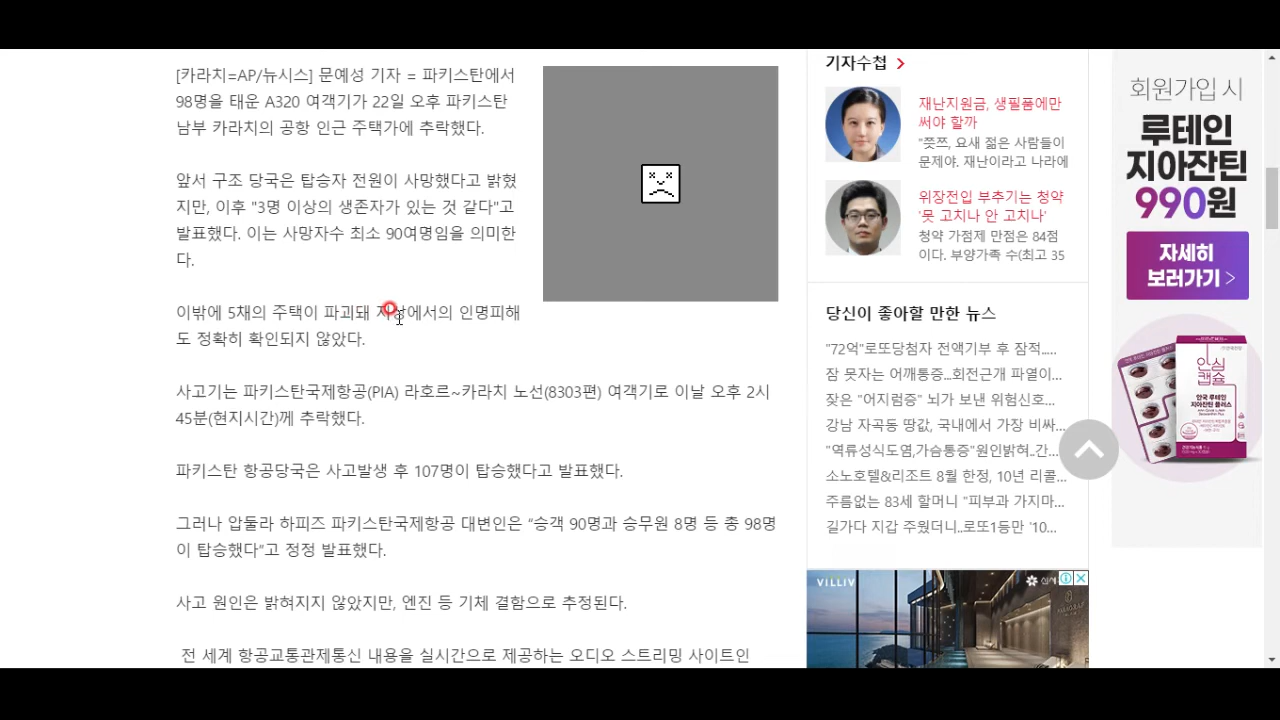 [카라치=AP/뉴시스] 문예성 기자 = 파키스탄에서
98명을 태운 A320 여객기가 22일 오후 파키스탄
남부 카라치의 공항 인근 주택가에 추락했다.
앞서 구조 당국은 탑승자 전원이 사망했다고 밝혔
지만, 이후 "3명 이상의 생존자가 있는 것 같다"고
발표했다. 이는 사망자수 최소 90여명임을 의미한
다.
이밖에 5채의 주택이 파괴돼 지상에서의 인명피해
도 정확히 확인되지 않았다.
사고기는 파키스탄국제항공(PIA) 라호르~카라치 노선(8303편) 여객기로 이날 오후 2시
45분(현지시간)께 추락했다.
파키스탄 항공당국은 사고발생 후 107명이 탑승했다고 발표했다.
그러나 압둘라 하피즈 파키스탄국제항공 대변인은 “승객 90명과 승무원 8명 등 총 98명
이 탑승했다”고 정정 발표했다.
사고 원인은 밝혀지지 않았지만, 엔진 등 기체 결함으로 추정된다.
전 세계 항공교통관제통신 내용을 실시간으로 제공하는 오디오 스트리밍 사이트인
기자수첩
재난지원금, 생필품에만
써야 할까
"쯧쯔, 요새 젊은 사람들이
문제야. 재난이라고 나라에
위장전입 부추기는 청약
'못 고치나 안 고치나'
청약 가점제 만점은 84점
이다. 부양가족 수(최고 35
당신이 좋아할 만한 뉴스
"72억"로또당첨자 전액기부 후 잠적.....
잠 못자는 어깨통증...회전근개 파열이...
잦은 "어지럼증" 뇌가 보낸 위험신호...
강남 자곡동 땅값, 국내에서 가장 비싸...
"역류성식도염,가슴통증"원인밝혀..간...
소노호텔&리조트 8월 한정, 10년 리콜...
주름없는 83세 할머니 "피부과 가지마...
길가다 지갑 주웠더니..로또1등만 '10...
VILLIV
회원가입 시
루테인
지아잔틴
990원
자세히
보러가기 >
안심
캡슐
안국 루테인
지아잔틴 플러스